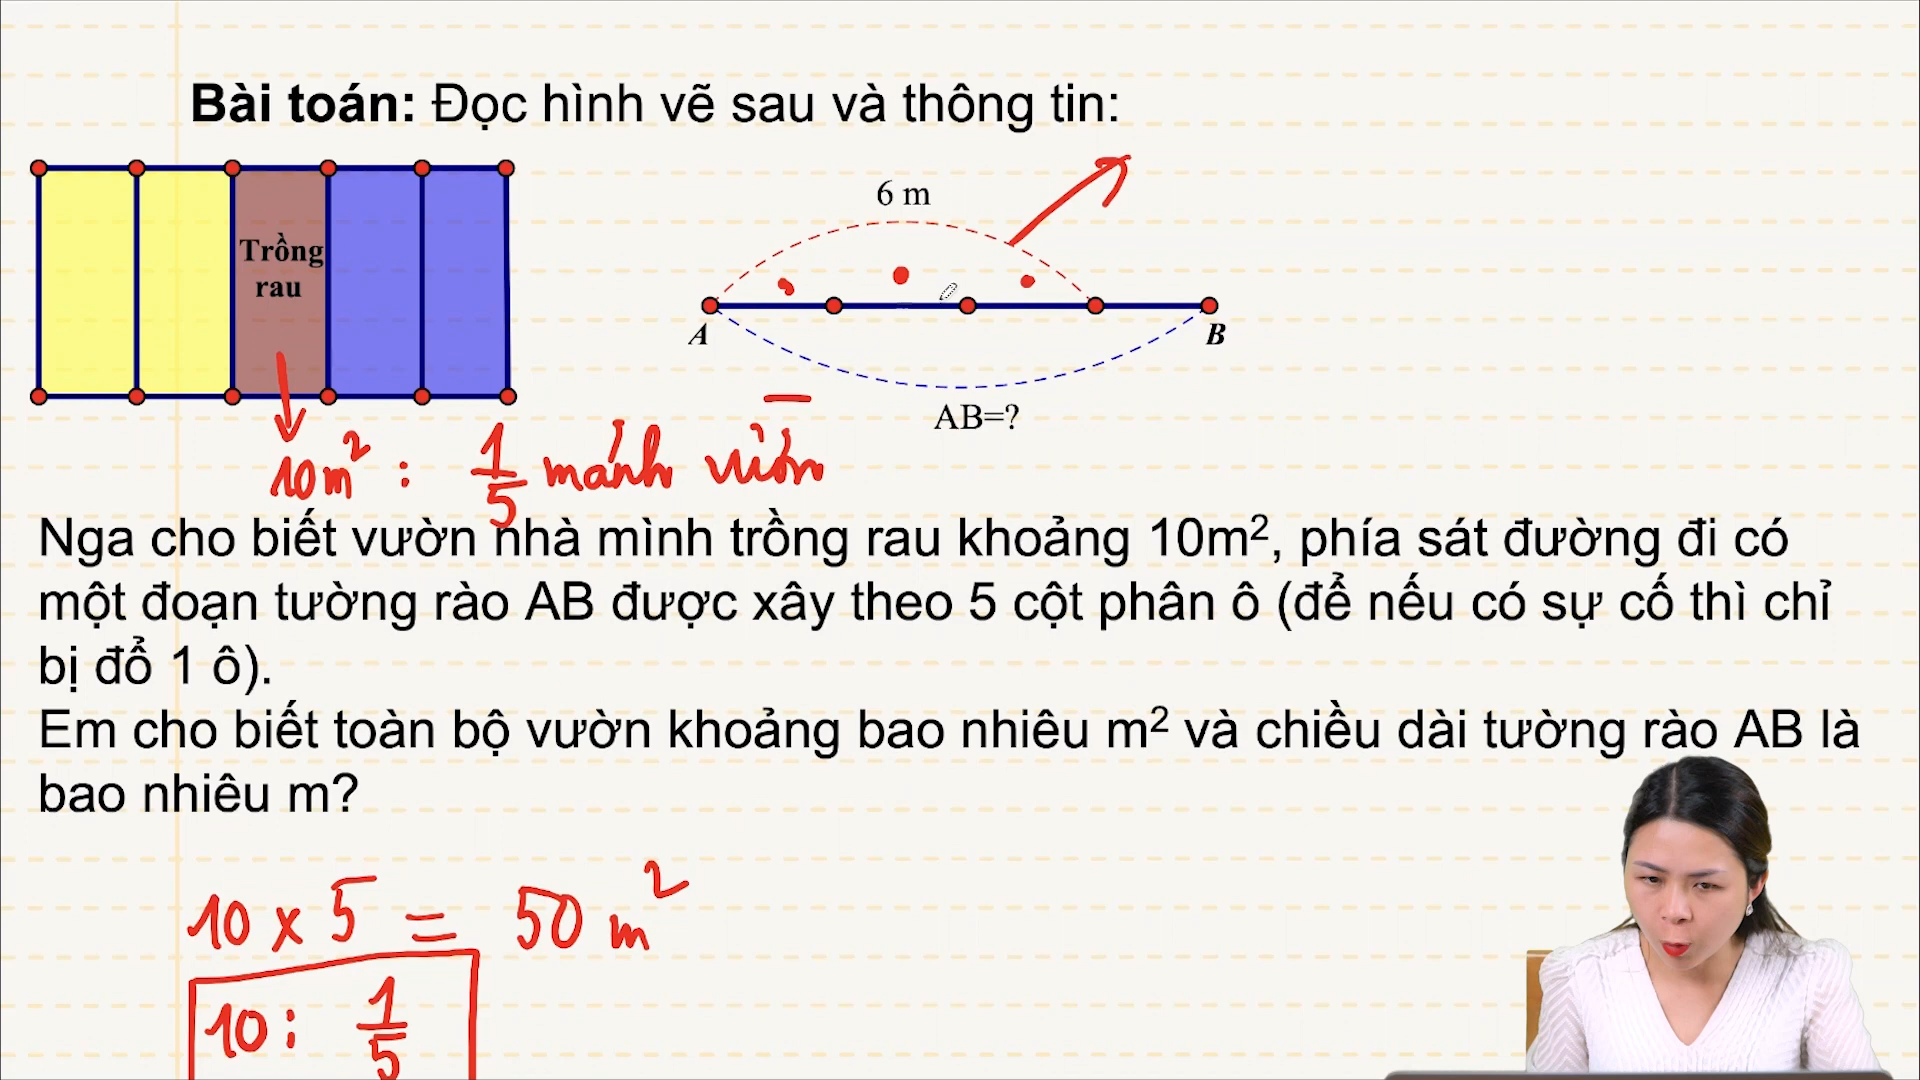 Bài toán: Đọc hình vẽ sau và thông tin:
Trồng
rau
6 m
A
B
AB=?
10m² : 1/5 mảnh vườn
Nga cho biết vườn nhà mình trồng rau khoảng 10m², phía sát đường đi có
một đoạn tường rào AB được xây theo 5 cột phân ô (để nếu có sự cố thì chỉ
bị đổ 1 ô).
Em cho biết toàn bộ vườn khoảng bao nhiêu m² và chiều dài tường rào AB là
bao nhiêu m?
10 x 5 = 50 m²
10 : 1/5